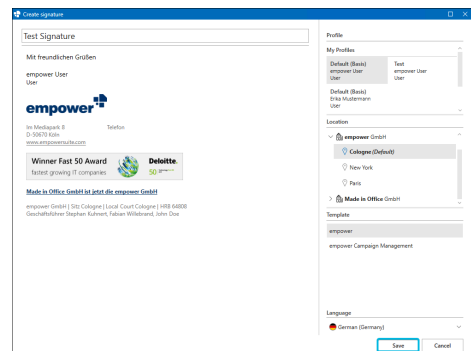 Create signature
Test Signature
Mit freundlichen Grüßen
empower User
User
empower
Im Mediapark 8 Telefon
D-50670 Köln
www.empowersuite.com
Winner Fast 50 Award
fastest growing IT companies
Deloitte.
50
Made in Office GmbH ist jetzt die empower GmbH
empower GmbH | Sitz Cologne | Local Court Cologne | HRB 64808
Geschäftsführer Stephan Kuhnert, Fabian Willebrand, John Doe
Profile
My Profiles
Default (Basis) Test
empower User empower User
User User
Default (Basis)
Erika Mustermann
User
Location
empower GmbH
Cologne (Default)
New York
Paris
Made in Office GmbH
Template
empower
empower Campaign Management
Language
German (Germany)
Save Cancel